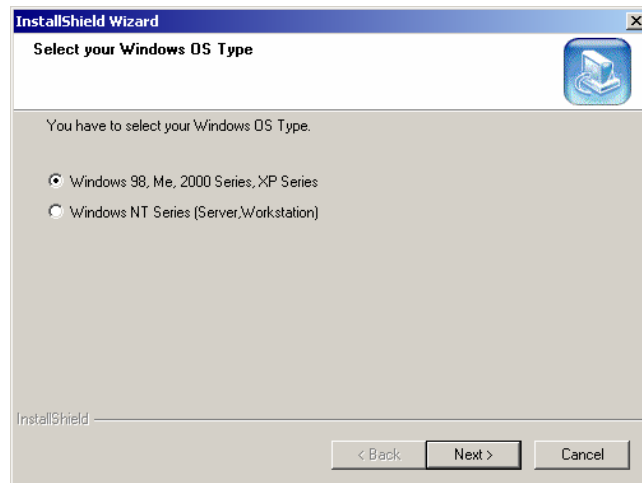 InstallShield Wizard
Select your Windows OS Type
You have to select your Windows OS Type.
Windows 98, Me, 2000 Series, XP Series
Windows NT Series (Server,Workstation)
InstallShield
< Back Next > Cancel